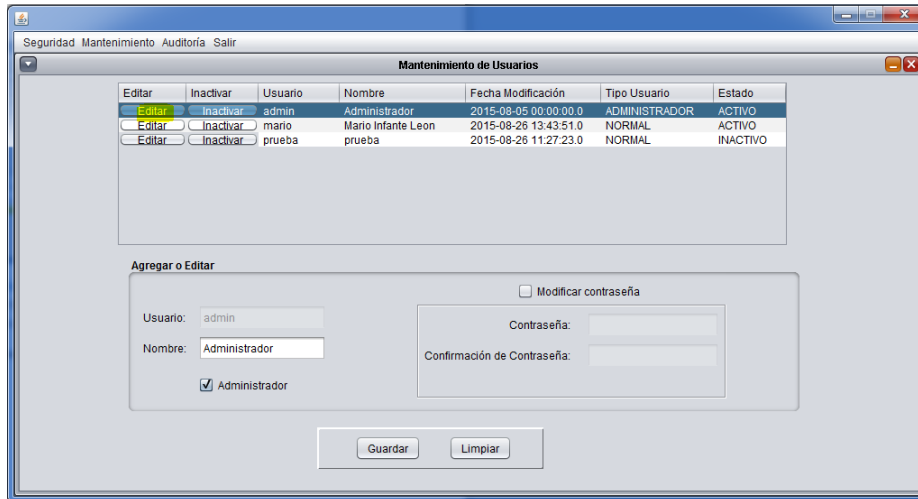 Seguridad Mantenimiento Auditoría Salir
Mantenimiento de Usuarios
Editar Inactivar Usuario Nombre Fecha Modificación Tipo Usuario Estado
Editar Inactivar admin Administrador 2015-08-05 00:00:00.0 ADMINISTRADOR ACTIVO
Editar Inactivar mario Mario Infante Leon 2015-08-26 13:43:51.0 NORMAL ACTIVO
Editar Inactivar prueba prueba 2015-08-26 11:27:23.0 NORMAL INACTIVO
Agregar o Editar
Modificar contraseña
Usuario: admin
Contraseña:
Nombre: Administrador
Confirmación de Contraseña:
Administrador
Guardar Limpiar